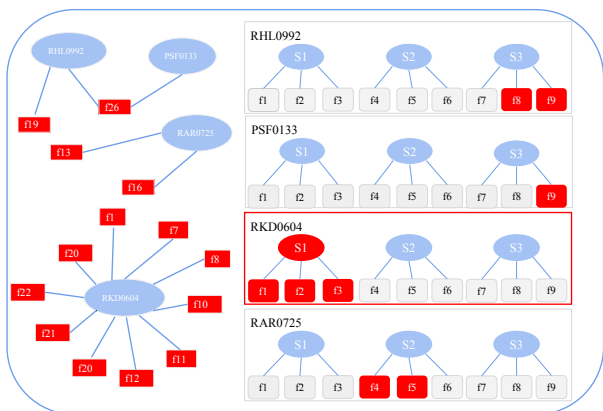 RHL0992
PSF0133
f19
f26
RAR0725
f13
f16
f1
f7
f20
f8
RKD0604
f22
f10
f21
f11
f20
f12
RHL0992
S1 S2 S3
f1 f2 f3 f4 f5 f6 f7 f8 f9
PSF0133
S1 S2 S3
f1 f2 f3 f4 f5 f6 f7 f8 f9
RKD0604
S1 S2 S3
f1 f2 f3 f4 f5 f6 f7 f8 f9
RAR0725
S1 S2 S3
f1 f2 f3 f4 f5 f6 f7 f8 f9